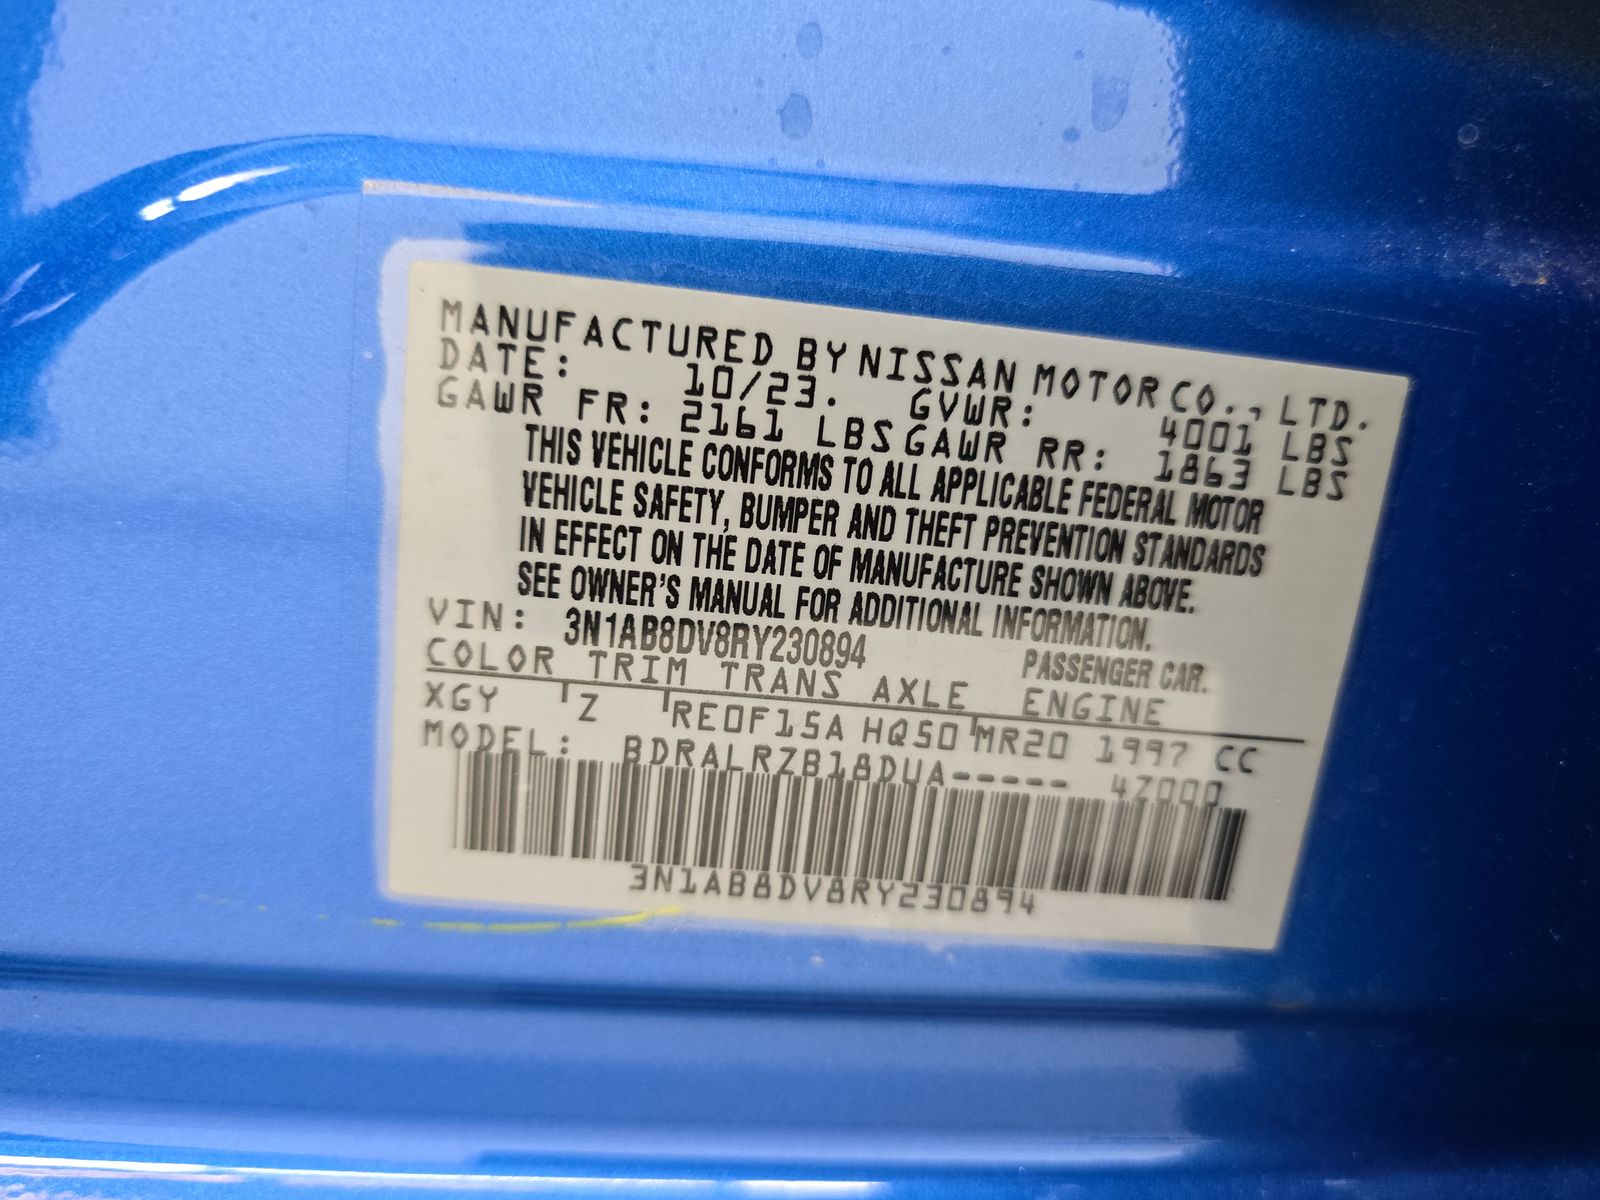 MANUFACTURED BY NISSAN MOTOR CO., LTD.
DATE: 10/23. GVWR: 4001 LBS
GAWR FR: 2161 LBS GAWR RR: 1863 LBS
THIS VEHICLE CONFORMS TO ALL APPLICABLE FEDERAL MOTOR
VEHICLE SAFETY, BUMPER AND THEFT PREVENTION STANDARDS
IN EFFECT ON THE DATE OF MANUFACTURE SHOWN ABOVE.
SEE OWNER'S MANUAL FOR ADDITIONAL INFORMATION.
VIN: 3N1AB8DV8RY230894 PASSENGER CAR.
COLOR TRIM TRANS AXLE ENGINE
XGY Z RE0F15A HQ50 MR20 1997 CC
MODEL: BDRALRZB18DUA----- 4Z000
3N1AB8DV8RY230894